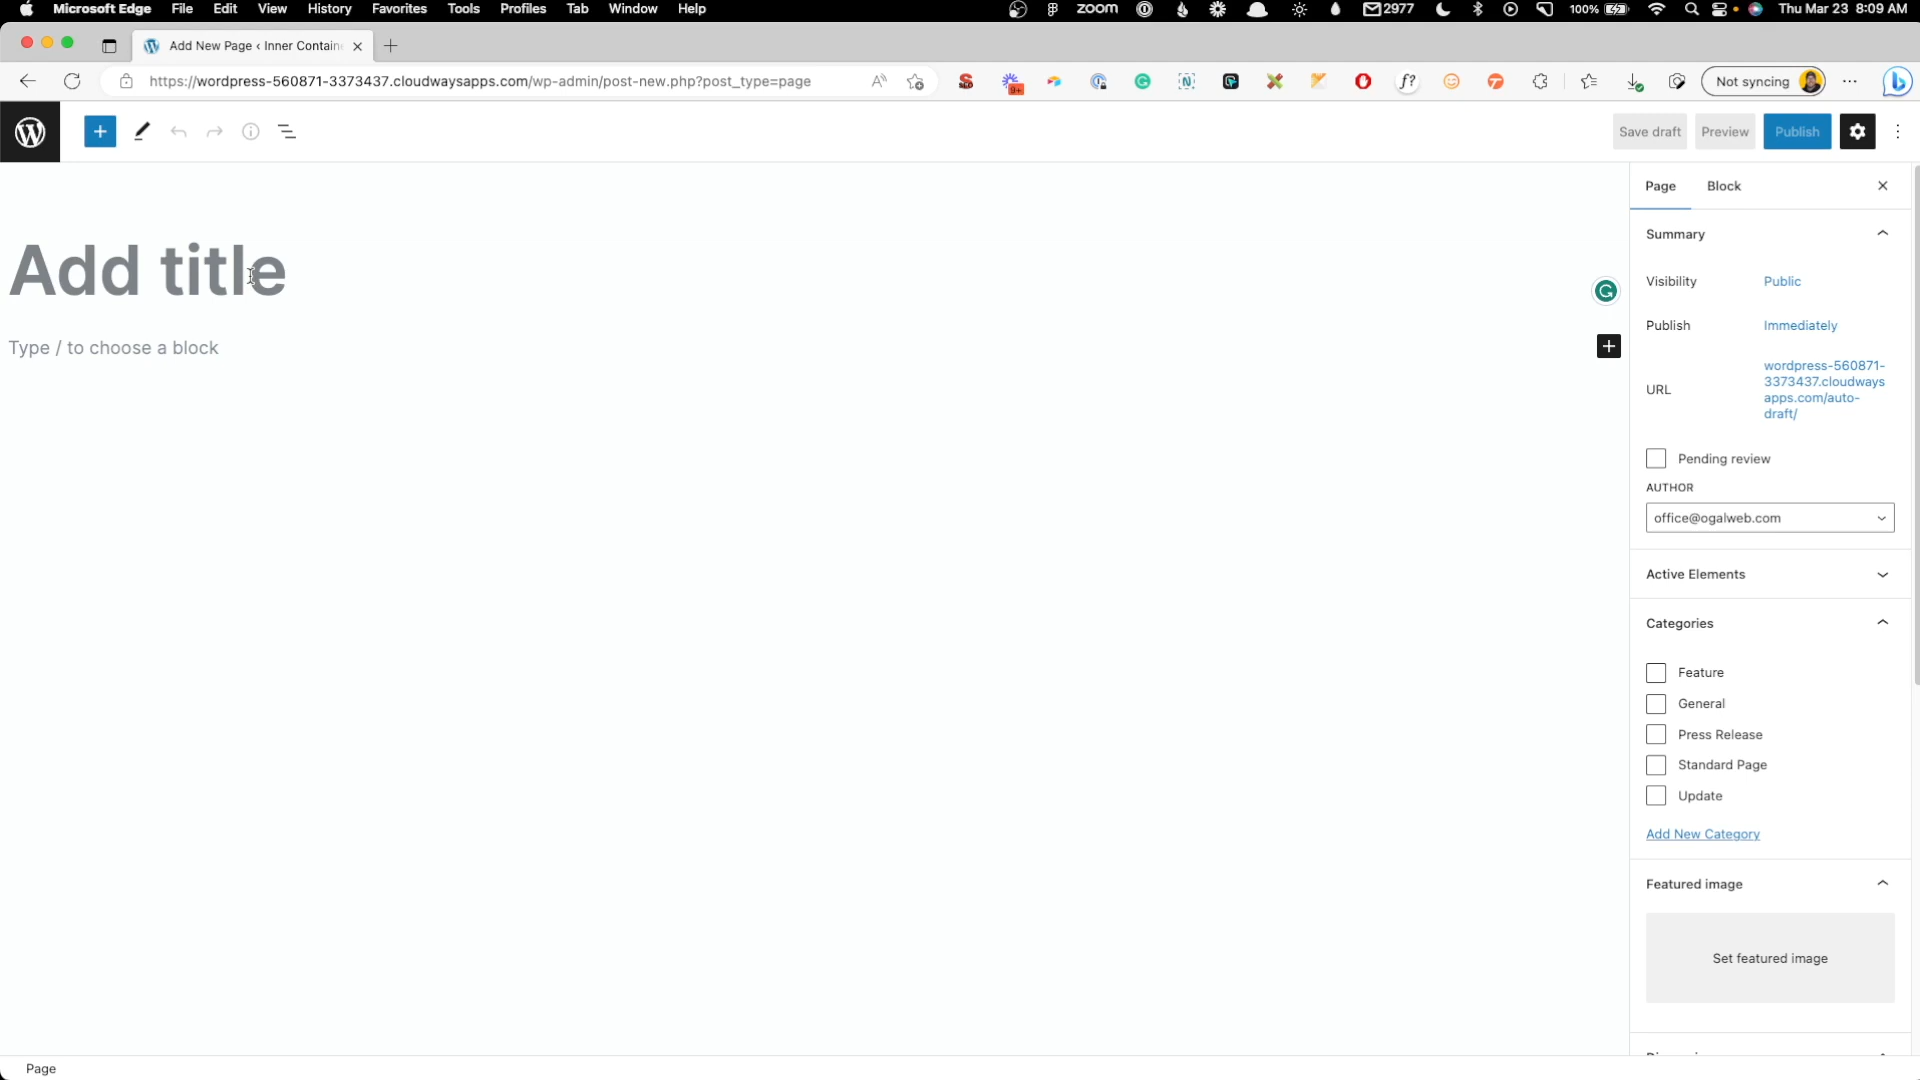 Microsoft Edge File Edit View History Favorites Tools Profiles Tab Window Help zoom 2977 100% Thu Mar 23 8:09 AM
Add New Page ‹ Inner Contain
https://wordpress-560871-3373437.cloudwaysapps.com/wp-admin/post-new.php?post_type=page 9+ f? Not syncing
Save draft Preview Publish
Page Block
Summary
Add title
Visibility Public
Publish Immediately
Type / to choose a block
URL wordpress-560871-
3373437.cloudways
apps.com/auto-
draft/
Pending review
AUTHOR
office@ogalweb.com
Active Elements
Categories
Feature
General
Press Release
Standard Page
Update
Add New Category
Featured image
Set featured image
Page